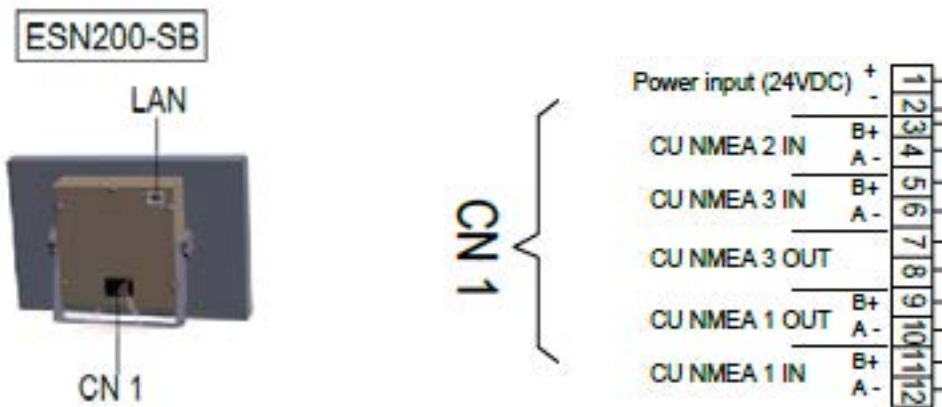 ESN200-SB
LAN
CN 1
CN 1
Power input (24VDC) + 1
- 2
CU NMEA 2 IN B+ 3
A - 4
CU NMEA 3 IN B+ 5
A - 6
CU NMEA 3 OUT 7
8
CU NMEA 1 OUT B+ 9
A - 10
CU NMEA 1 IN B+ 11
A - 12